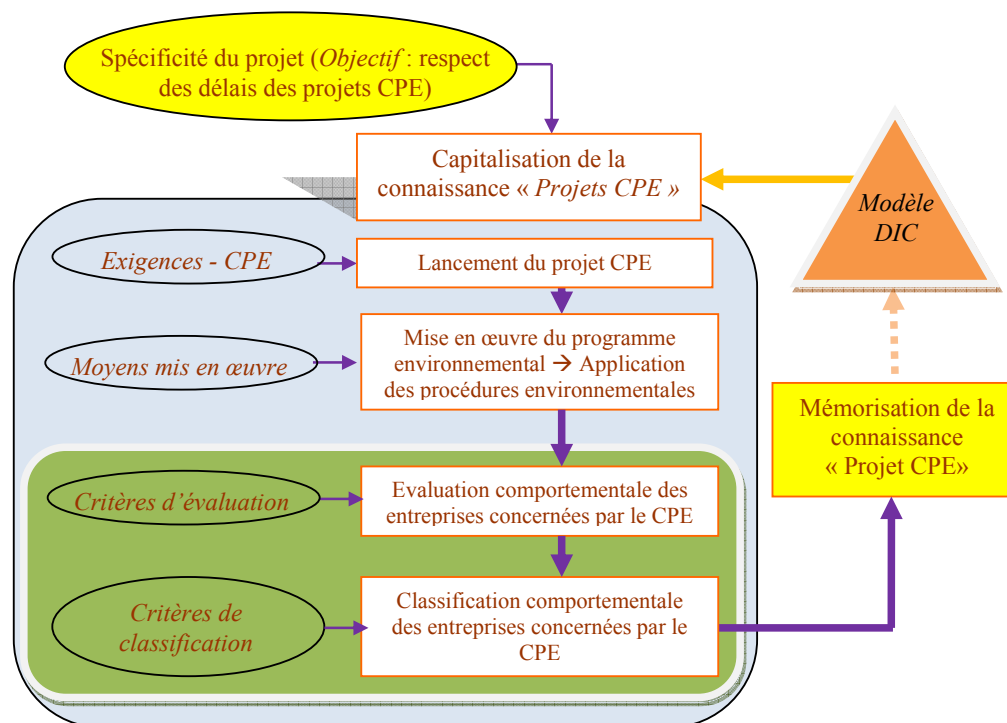 Spécificité du projet (Objectif : respect
des délais des projets CPE)
Capitalisation de la
connaissance « Projets CPE »
Modèle
DIC
Exigences - CPE
Lancement du projet CPE
Moyens mis en œuvre
Mise en œuvre du programme
environnemental → Application
des procédures environnementales
Mémorisation de la
connaissance
« Projet CPE»
Critères d'évaluation
Evaluation comportementale des
entreprises concernées par le CPE
Critères de
classification
Classification comportementale
des entreprises concernées par le
CPE